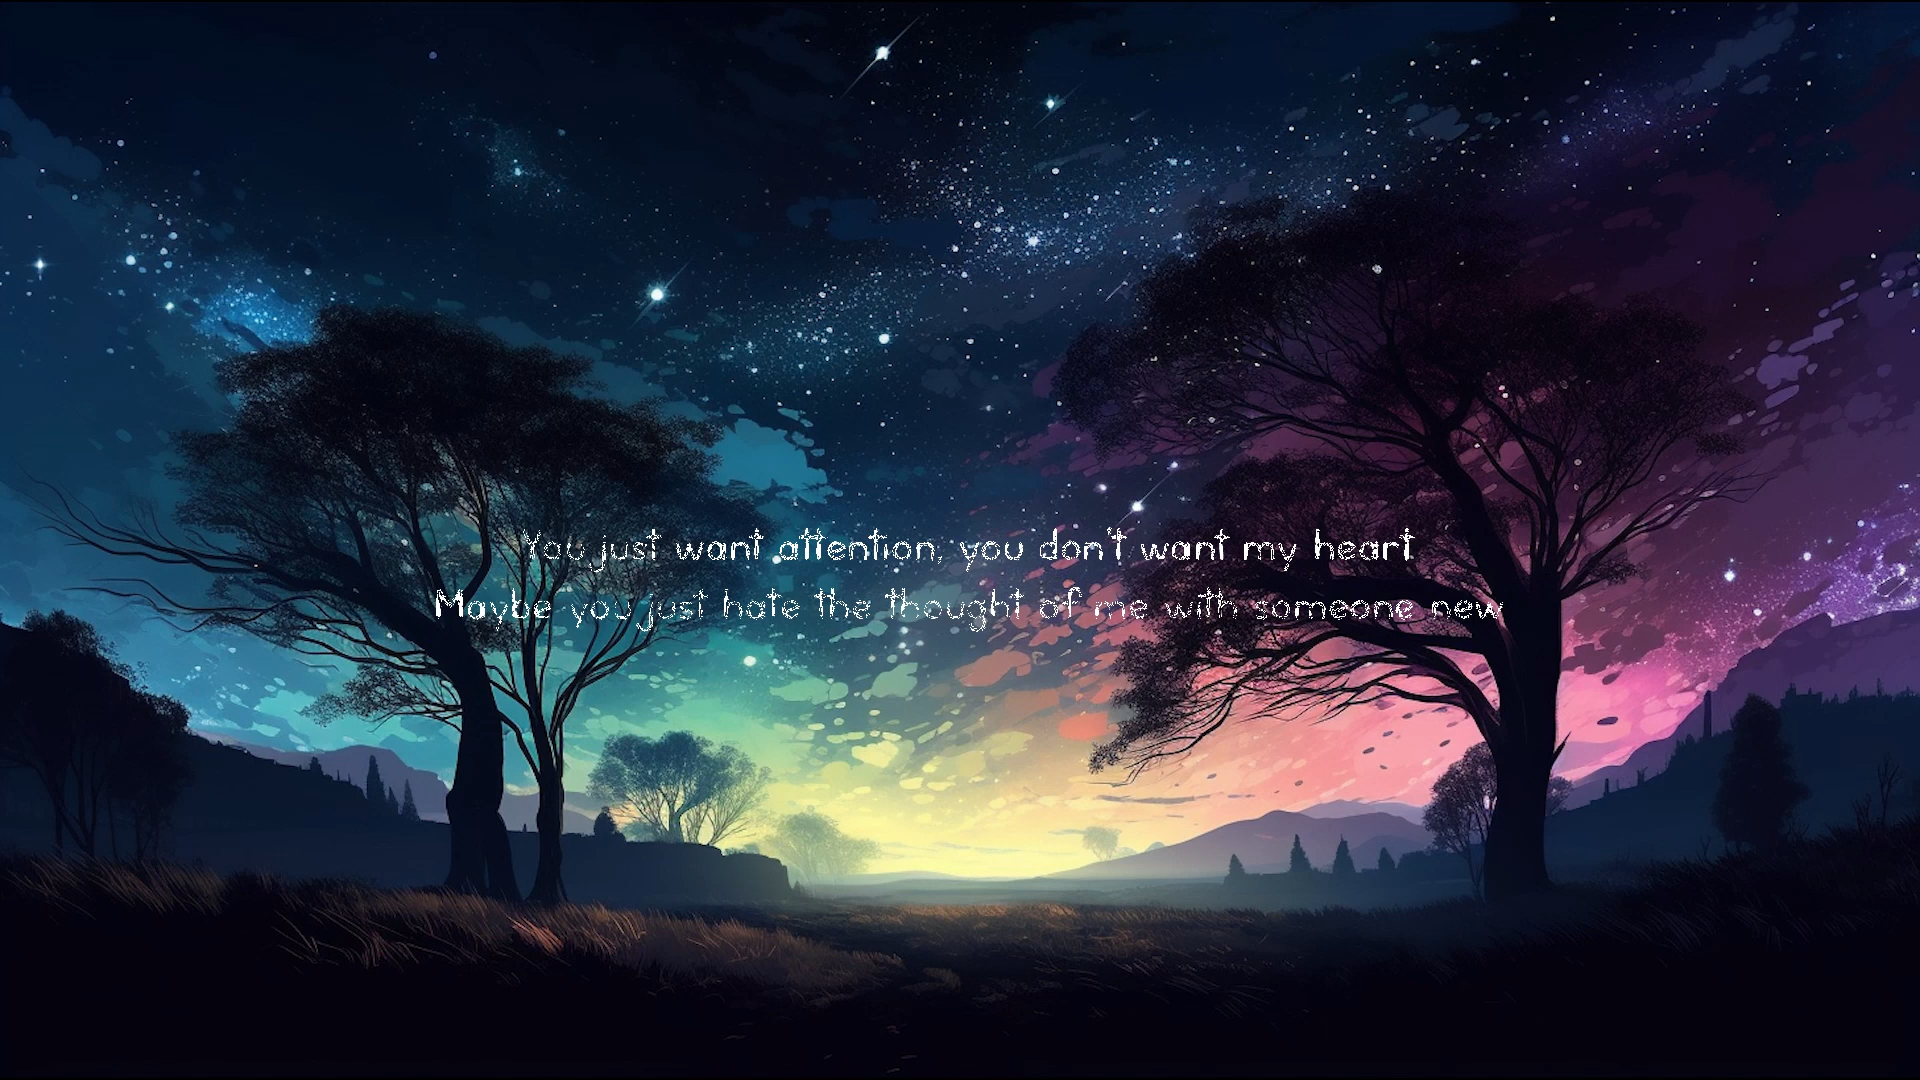 You just want attention, you don't want my heart
Maybe you just hate the thought of me with someone new